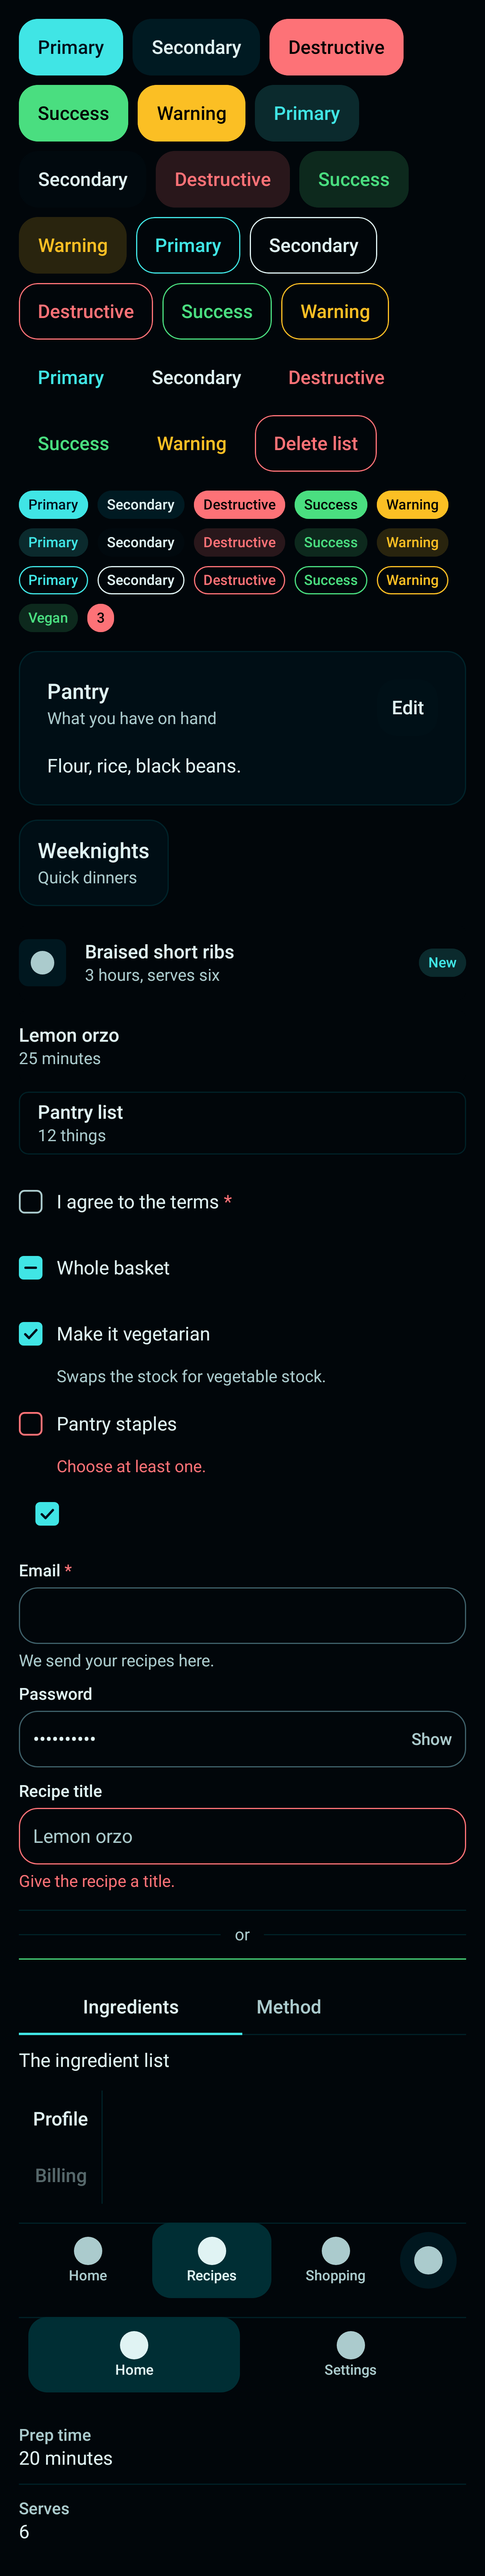 Primary Secondary Destructive
Success Warning Primary
Secondary Destructive Success
Warning Primary Secondary
Destructive Success Warning
Primary Secondary Destructive
Success Warning Delete list
Primary Secondary Destructive Success Warning
Primary Secondary Destructive Success Warning
Primary Secondary Destructive Success Warning
Vegan 3
Pantry
What you have on hand
Edit
Flour, rice, black beans.
Weeknights
Quick dinners
Braised short ribs
3 hours, serves six
New
Lemon orzo
25 minutes
Pantry list
12 things
I agree to the terms *
Whole basket
Make it vegetarian
Swaps the stock for vegetable stock.
Pantry staples
Choose at least one.
Email *
We send your recipes here.
Password
•••••••••• Show
Recipe title
Lemon orzo
Give the recipe a title.
or
Ingredients Method
The ingredient list
Profile
Billing
Home Recipes Shopping
Home Settings
Prep time
20 minutes
Serves
6